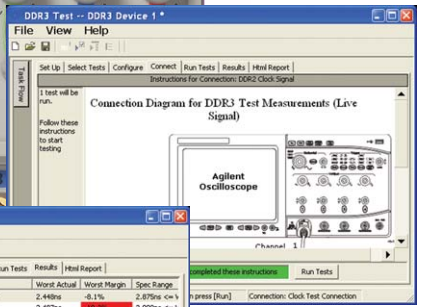 DDR3 Test -- DDR3 Device 1 *
File View Help
Task Flow
Set Up Select Tests Configure Connect Run Tests Results Html Report
Instructions for Connection: DDR2 Clock Signal
1 test will be
run.
Follow these
instructions
to start
testing
Connection Diagram for DDR3 Test Measurements (Live
Signal)
Agilent
Oscilloscope
Channel 1
completed these instructions Run Tests
n press [Run] Connection: Clock Test Connection
un Tests Results Html Report
Worst Actual Worst Margin Spec Range
2.448ns -8.1% 2.875ns <=